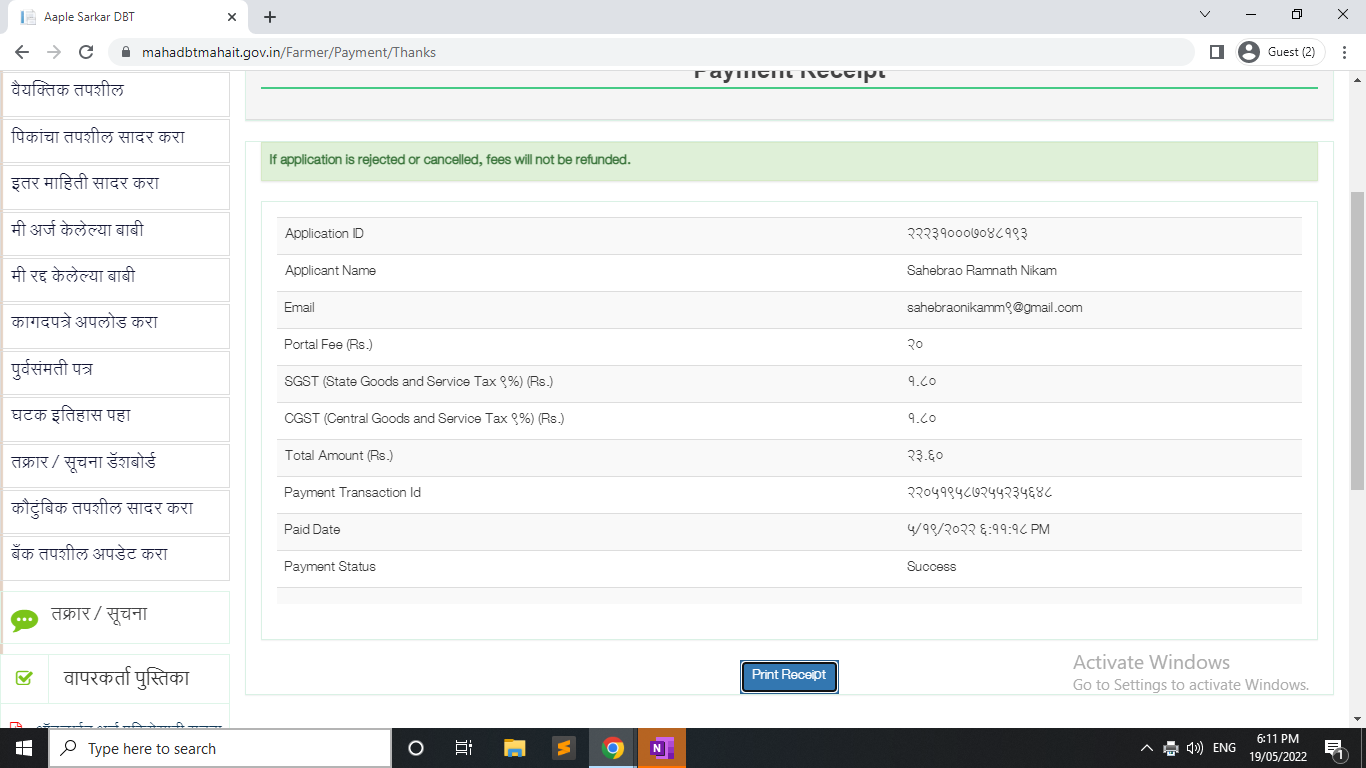 Aaple Sarkar DBT
mahadbtmahait.gov.in/Farmer/Payment/Thanks
Guest (2)
Payment Receipt
वैयक्तिक तपशील
पिकांचा तपशील सादर करा
इतर माहिती सादर करा
मी अर्ज केलेल्या बाबी
मी रद्द केलेल्या बाबी
कागदपत्रे अपलोड करा
पुर्वसंमती पत्र
घटक इतिहास पहा
तक्रार / सूचना डॅशबोर्ड
कौटुंबिक तपशील सादर करा
बँक तपशील अपडेट करा
तक्रार / सूचना
वापरकर्ता पुस्तिका
If application is rejected or cancelled, fees will not be refunded.
Application ID २२२३१०००७०४८१९३
Applicant Name Sahebrao Ramnath Nikam
Email sahebraonikamm९@gmail.com
Portal Fee (Rs.) २०
SGST (State Goods and Service Tax ९%) (Rs.) १.८०
CGST (Central Goods and Service Tax ९%) (Rs.) १.८०
Total Amount (Rs.) २३.६०
Payment Transaction Id २२०५१९५८७२५५२३५६४८
Paid Date ५/१९/२०२२ ६:११:१८ PM
Payment Status Success
Print Receipt
Activate Windows
Go to Settings to activate Windows.
Type here to search
ENG
6:11 PM
19/05/2022
1